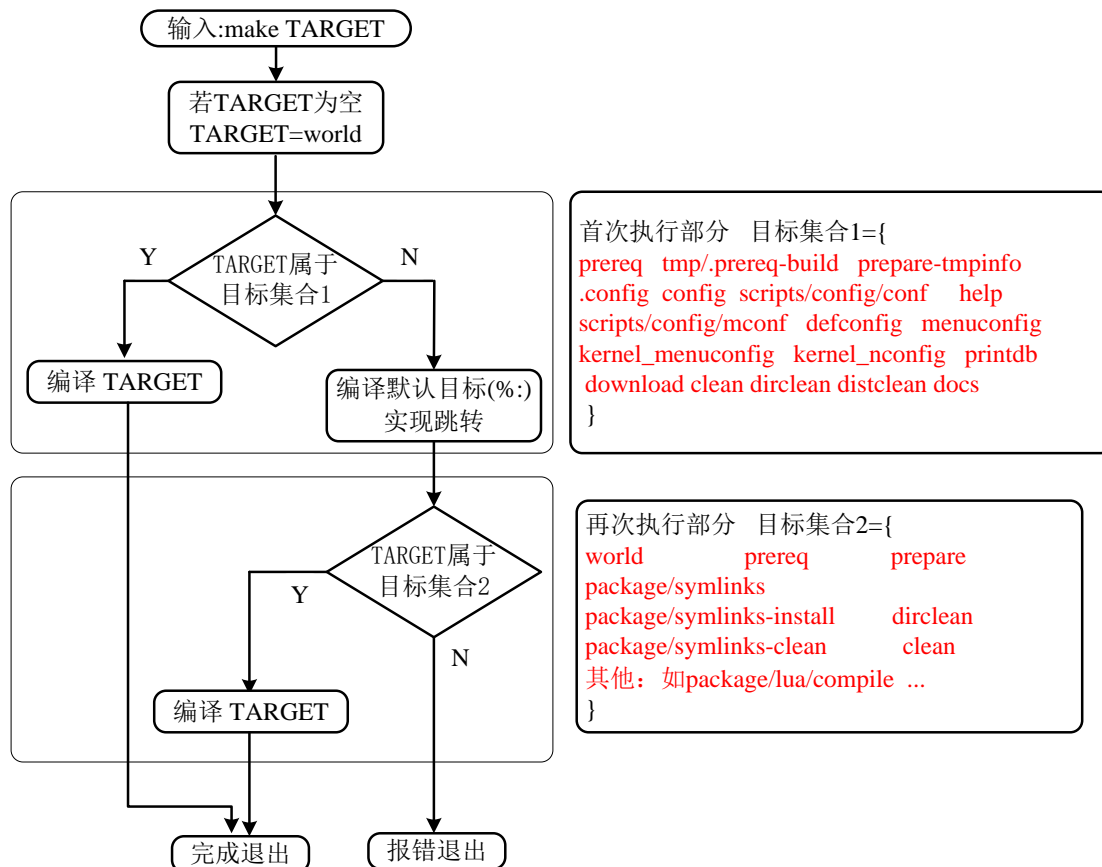 输入:make TARGET
若TARGET为空
TARGET=world
TARGET属于
目标集合1
Y
N
编译 TARGET
编译默认目标(%:)
实现跳转
首次执行部分 目标集合1={
prereq tmp/.prereq-build prepare-tmpinfo
.config config scripts/config/conf help
scripts/config/mconf defconfig menuconfig
kernel_menuconfig kernel_nconfig printdb
download clean dirclean distclean docs
}
TARGET属于
目标集合2
Y
N
编译 TARGET
再次执行部分 目标集合2={
world prereq prepare
package/symlinks
package/symlinks-install dirclean
package/symlinks-clean clean
其他：如package/lua/compile ...
}
完成退出
报错退出